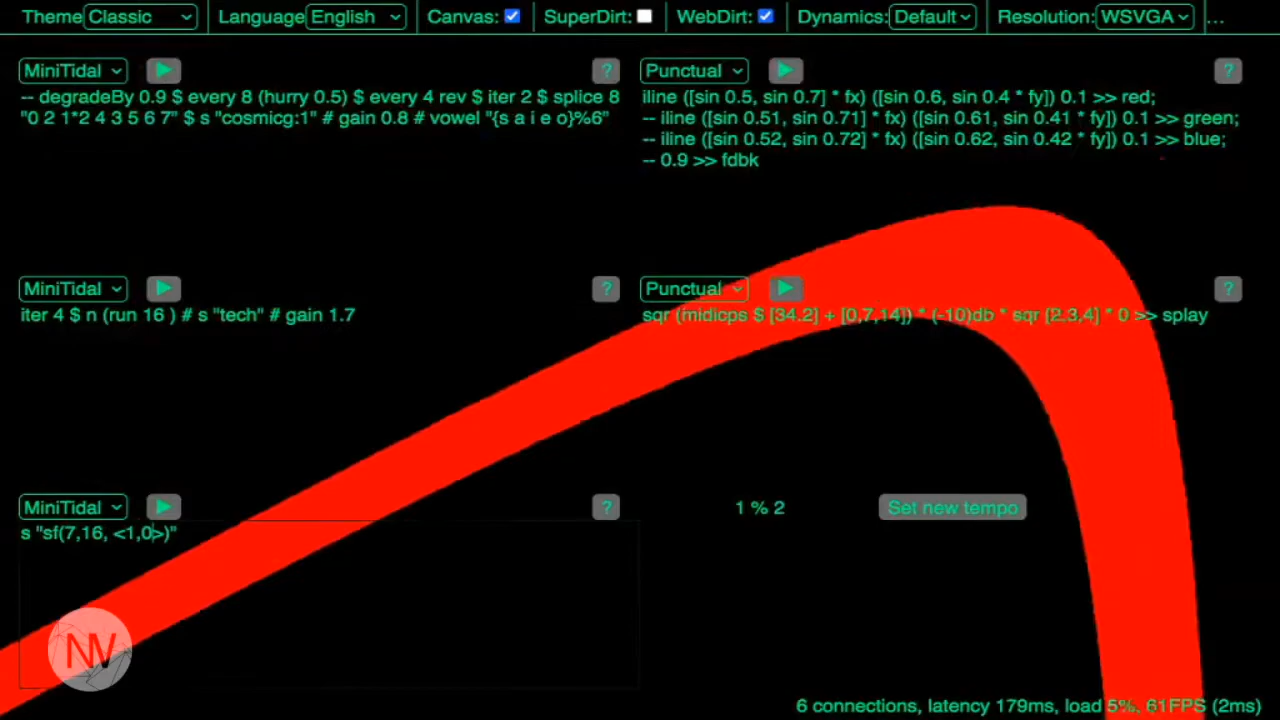 Theme Classic Language English Canvas: SuperDirt: WebDirt: Dynamics: Default Resolution: WSVGA ...
MiniTidal ?
-- degradeBy 0.9 $ every 8 (hurry 0.5) $ every 4 rev $ iter 2 $ splice 8
"0 2 1*2 4 3 5 6 7" $ s "cosmicg:1" # gain 0.8 # vowel "{s a i e o}%6"
Punctual ?
iline ([sin 0.5, sin 0.7] * fx) ([sin 0.6, sin 0.4 * fy]) 0.1 >> red;
-- iline ([sin 0.51, sin 0.71] * fx) ([sin 0.61, sin 0.41 * fy]) 0.1 >> green;
-- iline ([sin 0.52, sin 0.72] * fx) ([sin 0.62, sin 0.42 * fy]) 0.1 >> blue;
-- 0.9 >> fdbk
MiniTidal ?
iter 4 $ n (run 16 ) # s "tech" # gain 1.7
Punctual ?
sqr (midicps $ [34.2] + [0,7,14]) * (-10)db * sqr [2.3,4] * 0 >> splay
MiniTidal ?
s "sf(7,16, <1,0>)"
1 % 2 Set new tempo
NV
6 connections, latency 179ms, load 5%, 61FPS (2ms)